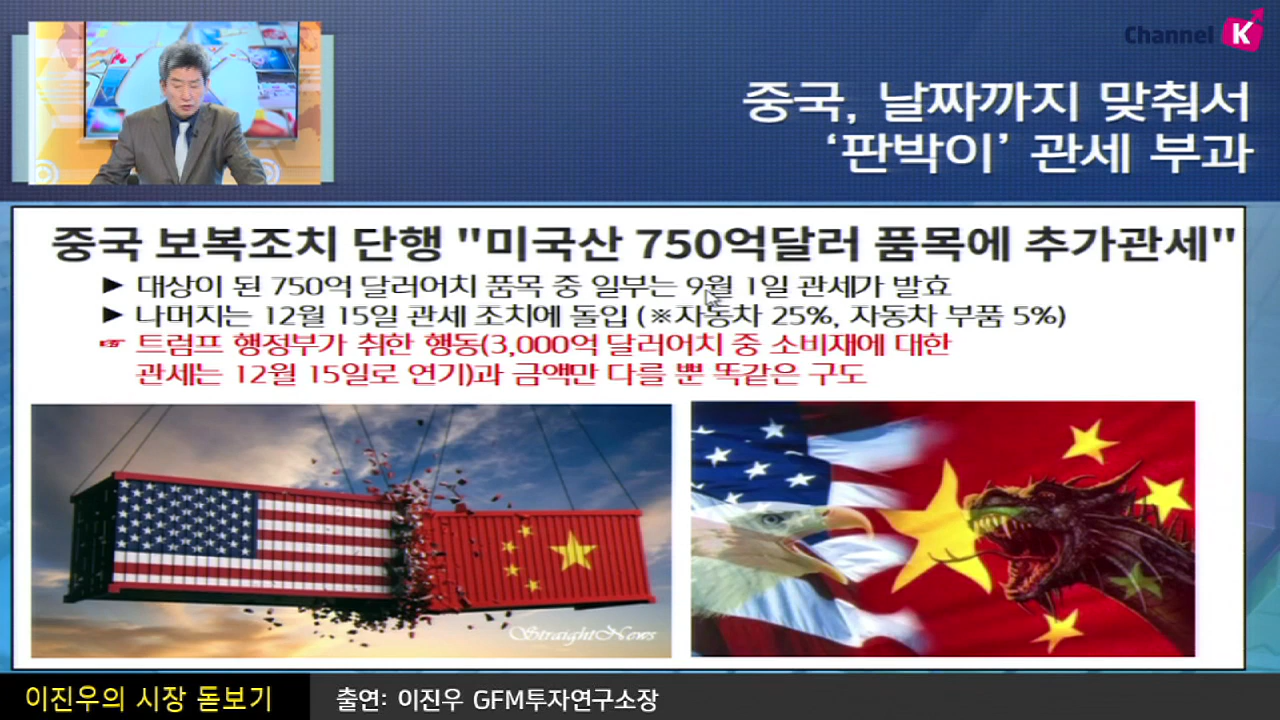 Channel K
중국, 날짜까지 맞춰서
‘판박이’ 관세 부과
중국 보복조치 단행 "미국산 750억달러 품목에 추가관세"
▶ 대상이 된 750억 달러어치 품목 중 일부는 9월 1일 관세가 발효
▶ 나머지는 12월 15일 관세 조치에 돌입 (※자동차 25%, 자동차 부품 5%)
☞ 트럼프 행정부가 취한 행동(3,000억 달러어치 중 소비재에 대한
관세는 12월 15일로 연기)과 금액만 다를 뿐 똑같은 구도
StraightNews
이진우의 시장 돋보기
출연: 이진우 GFM투자연구소장